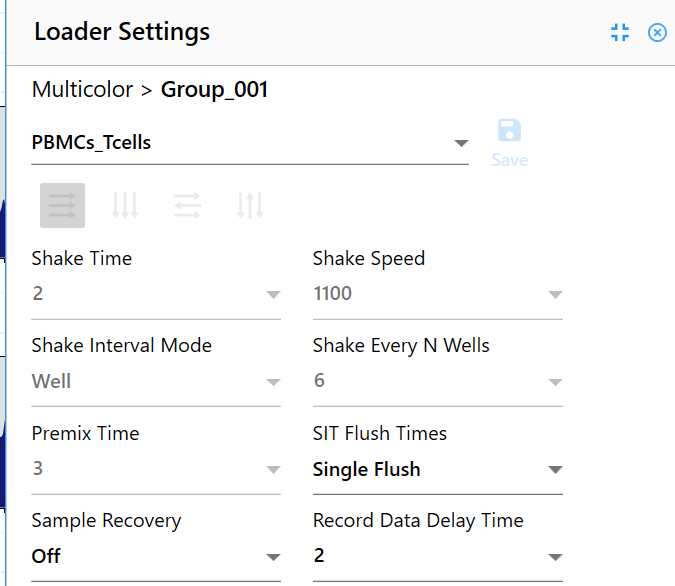 Loader Settings
Multicolor > Group_001
PBMCs_Tcells
Save
Shake Time
Shake Speed
2
1100
Shake Interval Mode
Shake Every N Wells
Well
6
Premix Time
SIT Flush Times
3
Single Flush
Sample Recovery
Record Data Delay Time
Off
2